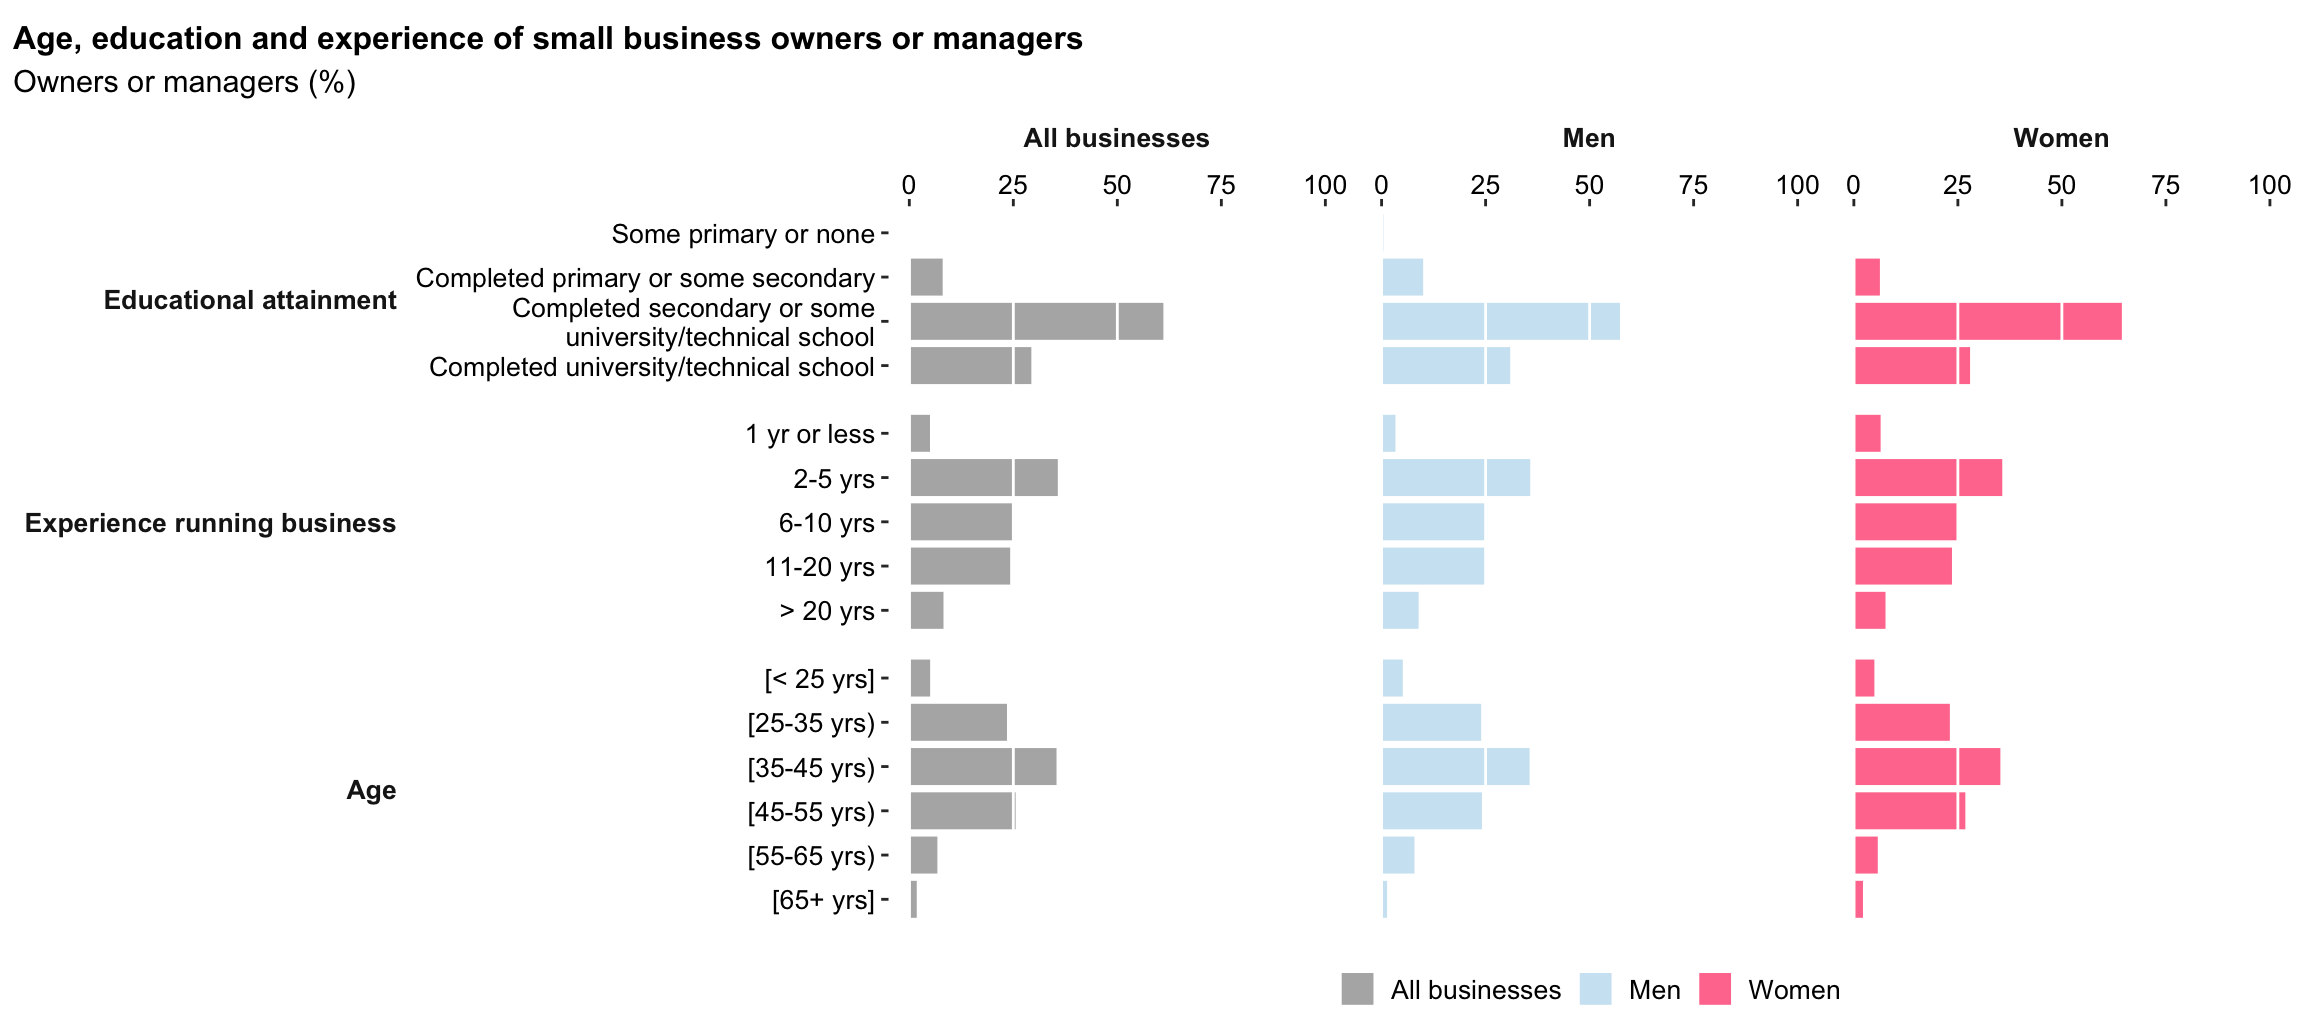 Age, education and experience of small business owners or managers
Owners or managers (%)
All businesses
Men
Women
0 25 50 75 100 0 25 50 75 100 0 25 50 75 100
Educational attainment
Some primary or none
Completed primary or some secondary
Completed secondary or some
university/technical school
Completed university/technical school
Experience running business
1 yr or less
2-5 yrs
6-10 yrs
11-20 yrs
> 20 yrs
Age
[< 25 yrs]
[25-35 yrs)
[35-45 yrs)
[45-55 yrs)
[55-65 yrs)
[65+ yrs]
All businesses Men Women